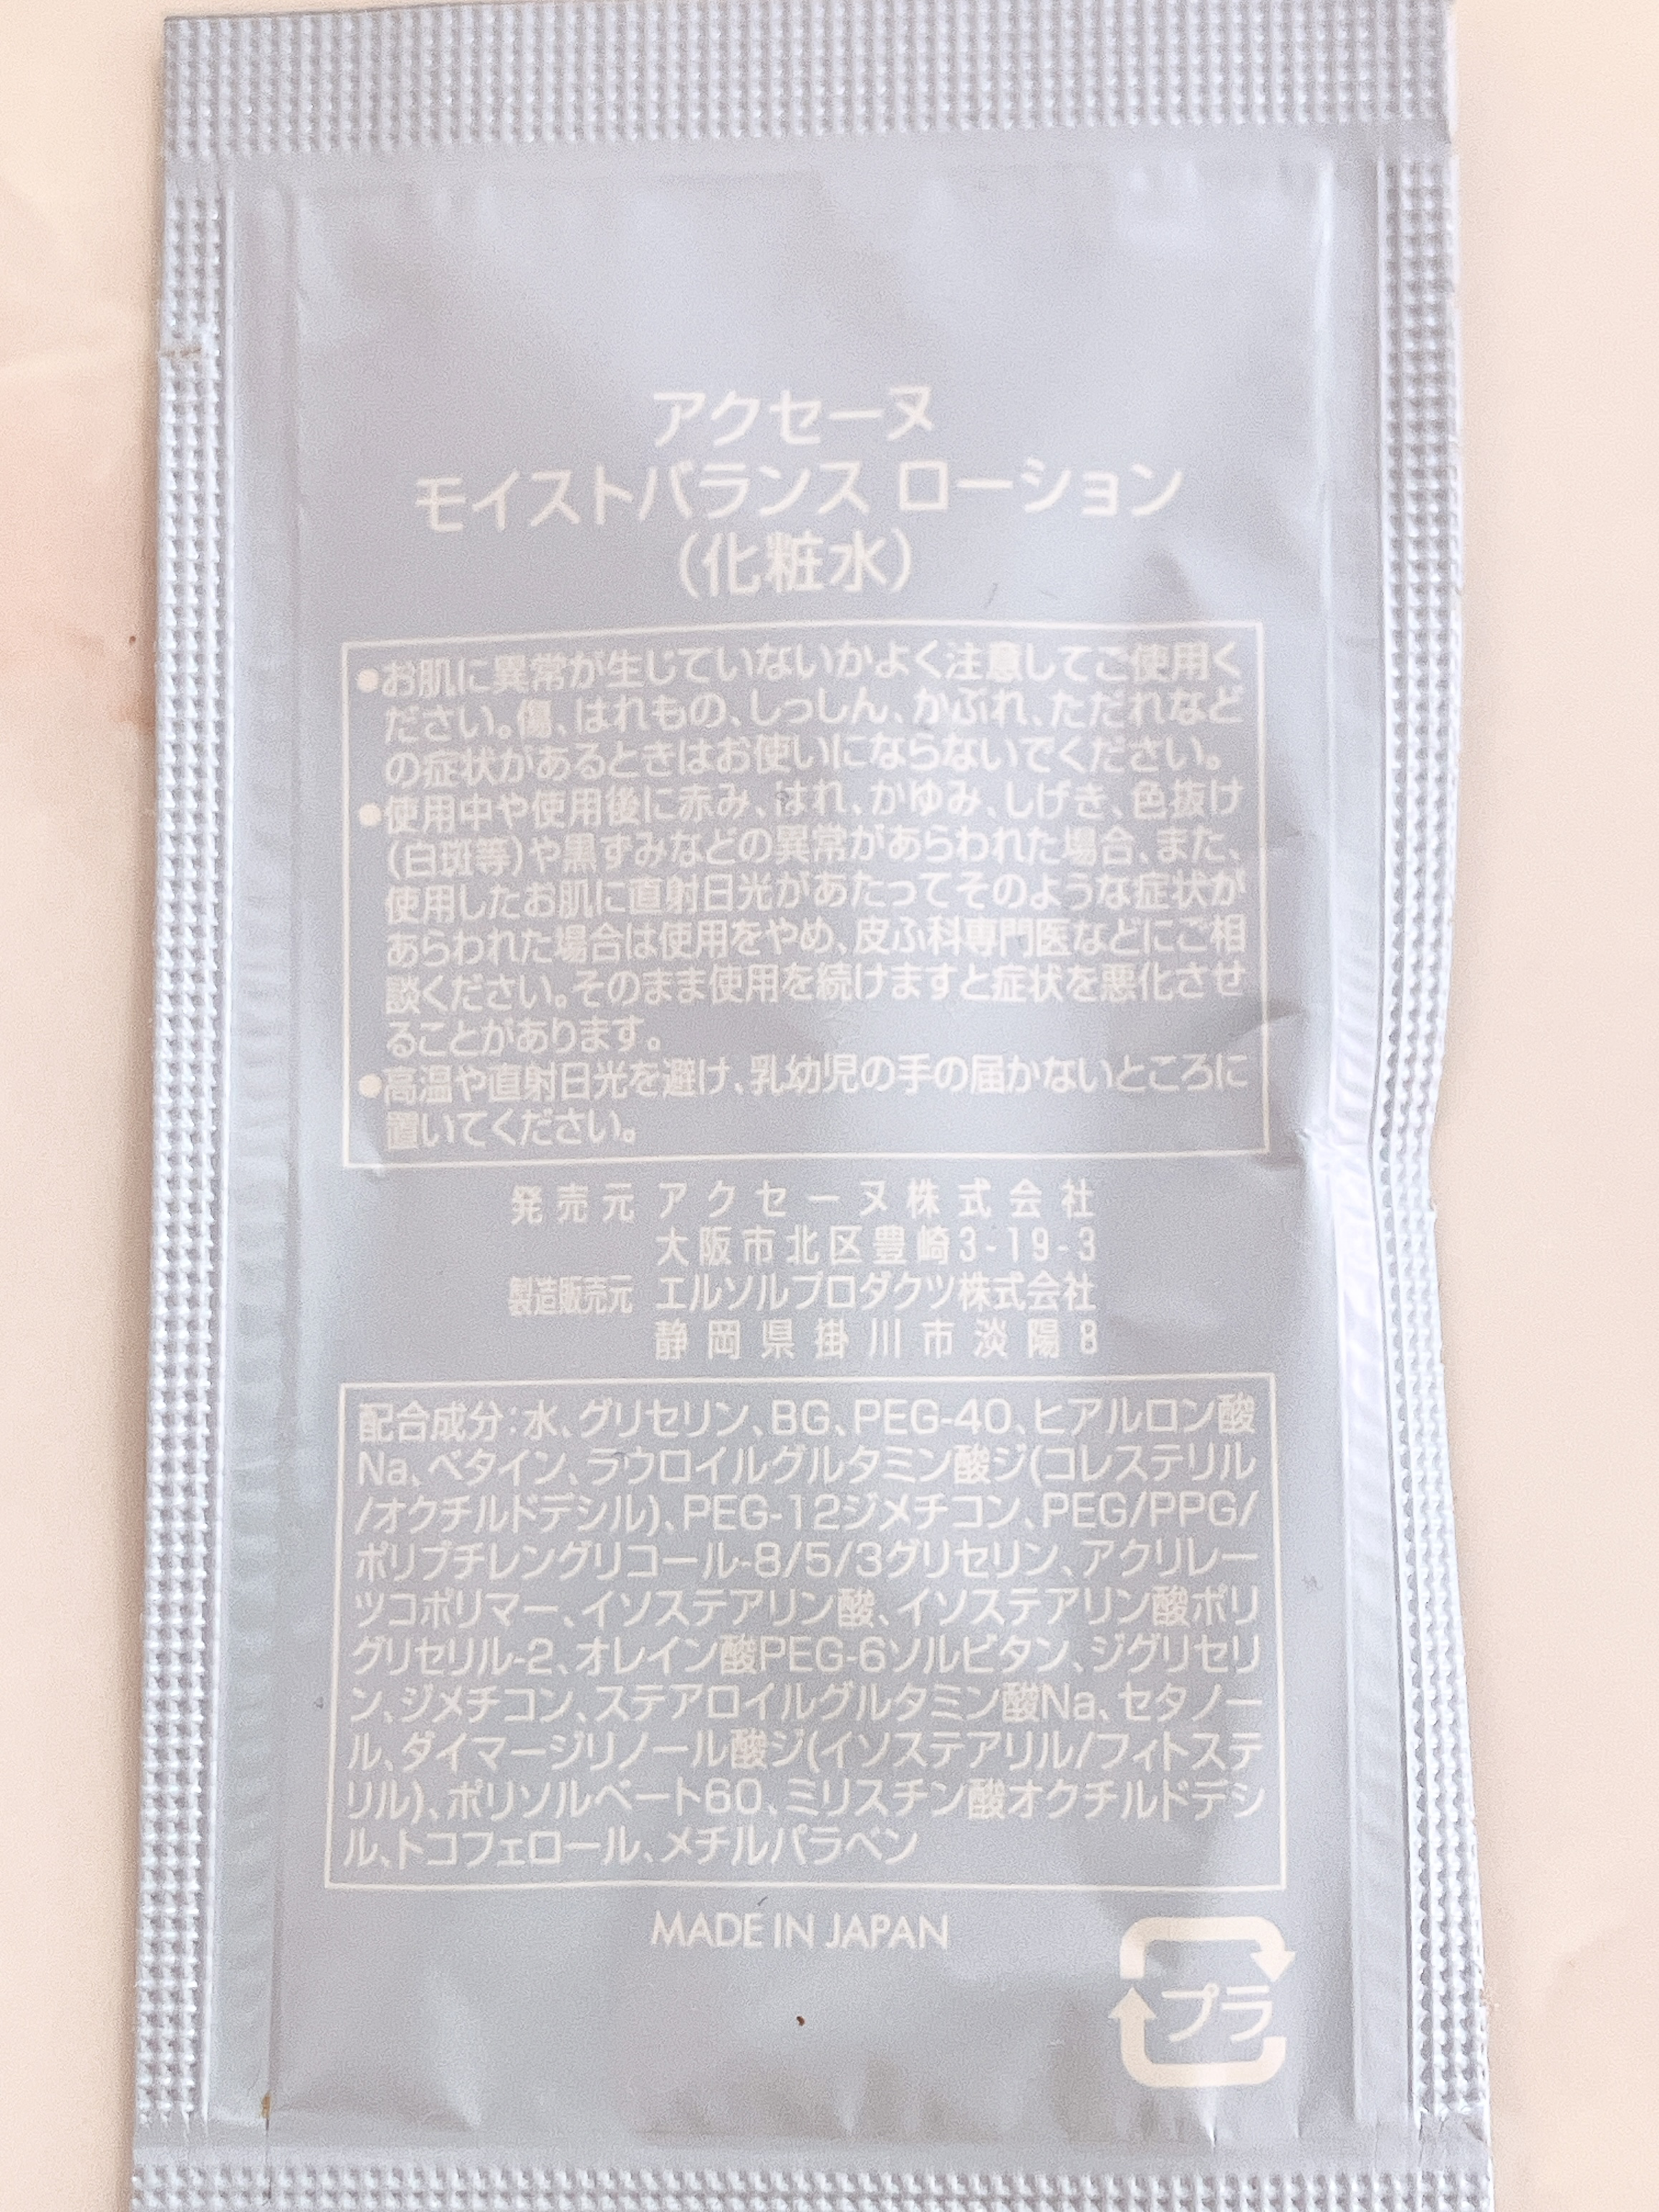 アクセーヌ
モイストバランス ローション
(化粧水)
●お肌に異常が生じていないかよく注意してご使用く
ださい。傷、はれもの、しっしん、かぶれ、ただれなど
の症状があるときはお使いにならないでください。
●使用中や使用後に赤み、はれ、かゆみ、しげき、色抜け
(白斑等)や黒ずみなどの異常があらわれた場合、また、
使用したお肌に直射日光があたってそのような症状が
あらわれた場合は使用をやめ、皮ふ科専門医などにご相
談ください。そのまま使用を続けますと症状を悪化させ
ることがあります。
●高温や直射日光を避け、乳幼児の手の届かないところに
置いてください。
発売元 アクセーヌ株式会社
大阪市北区豊崎3-19-3
製造販売元 エルソルプロダクツ株式会社
静岡県掛川市淡陽8
配合成分:水、グリセリン、BG、PEG-40、ヒアルロン酸
Na、ベタイン、ラウロイルグルタミン酸ジ(コレステリル
/オクチルドデシル)、PEG-12ジメチコン、PEG/PPG/
ポリブチレングリコール-8/5/3グリセリン、アクリレー
ツコポリマー、イソステアリン酸、イソステアリン酸ポリ
グリセリル-2、オレイン酸PEG-6ソルビタン、ジグリセリ
ン、ジメチコン、ステアロイルグルタミン酸Na、セタノー
ル、ダイマージリノール酸ジ(イソステアリル/フィトステ
リル)、ポリソルベート60、ミリスチン酸オクチルドデシ
ル、トコフェロール、メチルパラベン
MADE IN JAPAN
プラ